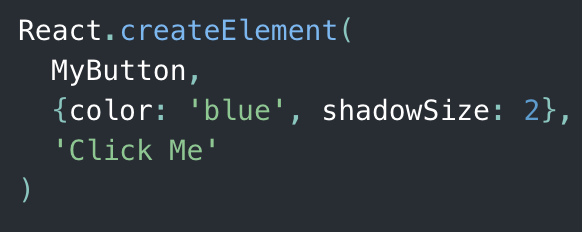 React.createElement(
  MyButton,
  {color: 'blue', shadowSize: 2},
  'Click Me'
)